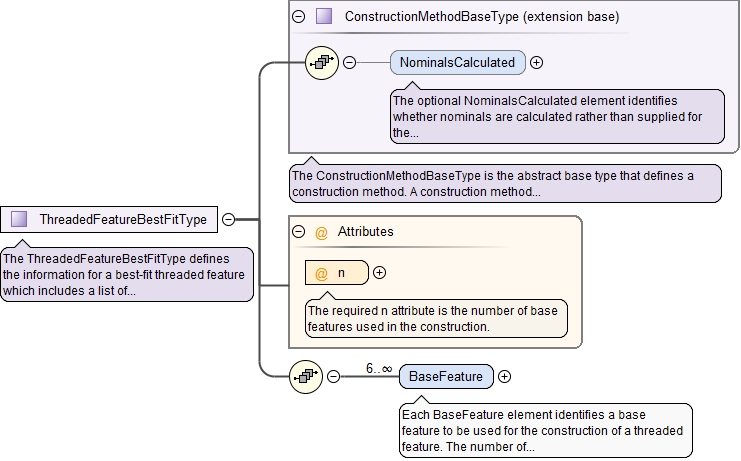 ConstructionMethodBaseType (extension base)
NominalsCalculated
The optional NominalsCalculated element identifies
whether nominals are calculated rather than supplied for
the...
The ConstructionMethodBaseType is the abstract base type that defines a
construction method. A construction method...
ThreadedFeatureBestFitType
The ThreadedFeatureBestFitType defines
the information for a best-fit threaded feature
which includes a list of...
@ Attributes
@ n
The required n attribute is the number of base
features used in the construction.
6..∞
BaseFeature
Each BaseFeature element identifies a base
feature to be used for the construction of a threaded
feature. The number of...